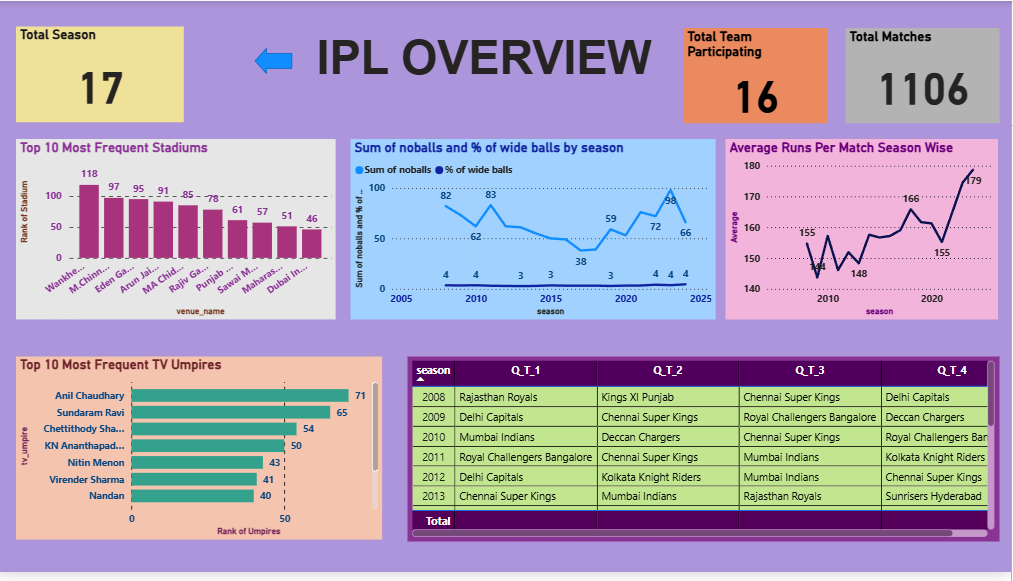 Total Season
17
IPL OVERVIEW
Total Team
Participating
16
Total Matches
1106
Top 10 Most Frequent Stadiums
Rank of Stadium
100
50
0
118
97
95
91
85
78
61
57
51
46
Wankhe...
M.Chinn...
Eden Ga...
Arun Jai...
MA Chid...
Rajiv Ga...
Punjab ...
Sawai M...
Maharas...
Dubai In...
venue_name
Sum of noballs and % of wide balls by season
Sum of noballs % of wide balls
Sum of noballs and % of ...
100
50
0
82
62
83
38
59
72
98
66
4
4
3
3
3
4
4
4
2005
2010
2015
2020
2025
season
Average Runs Per Match Season Wise
Average
180
170
160
150
140
155
144
148
166
155
179
2010
2020
season
Top 10 Most Frequent TV Umpires
tv_umpire
Anil Chaudhary 71
Sundaram Ravi 65
Chettithody Sha... 54
KN Ananthapad... 50
Nitin Menon 43
Virender Sharma 41
Nandan 40
0
50
Rank of Umpires
season Q_T_1 Q_T_2 Q_T_3 Q_T_4
2008 Rajasthan Royals Kings XI Punjab Chennai Super Kings Delhi Capitals
2009 Delhi Capitals Chennai Super Kings Royal Challengers Bangalore Deccan Chargers
2010 Mumbai Indians Deccan Chargers Chennai Super Kings Royal Challengers Ban
2011 Royal Challengers Bangalore Chennai Super Kings Mumbai Indians Kolkata Knight Riders
2012 Delhi Capitals Kolkata Knight Riders Mumbai Indians Chennai Super Kings
2013 Chennai Super Kings Mumbai Indians Rajasthan Royals Sunrisers Hyderabad
Total